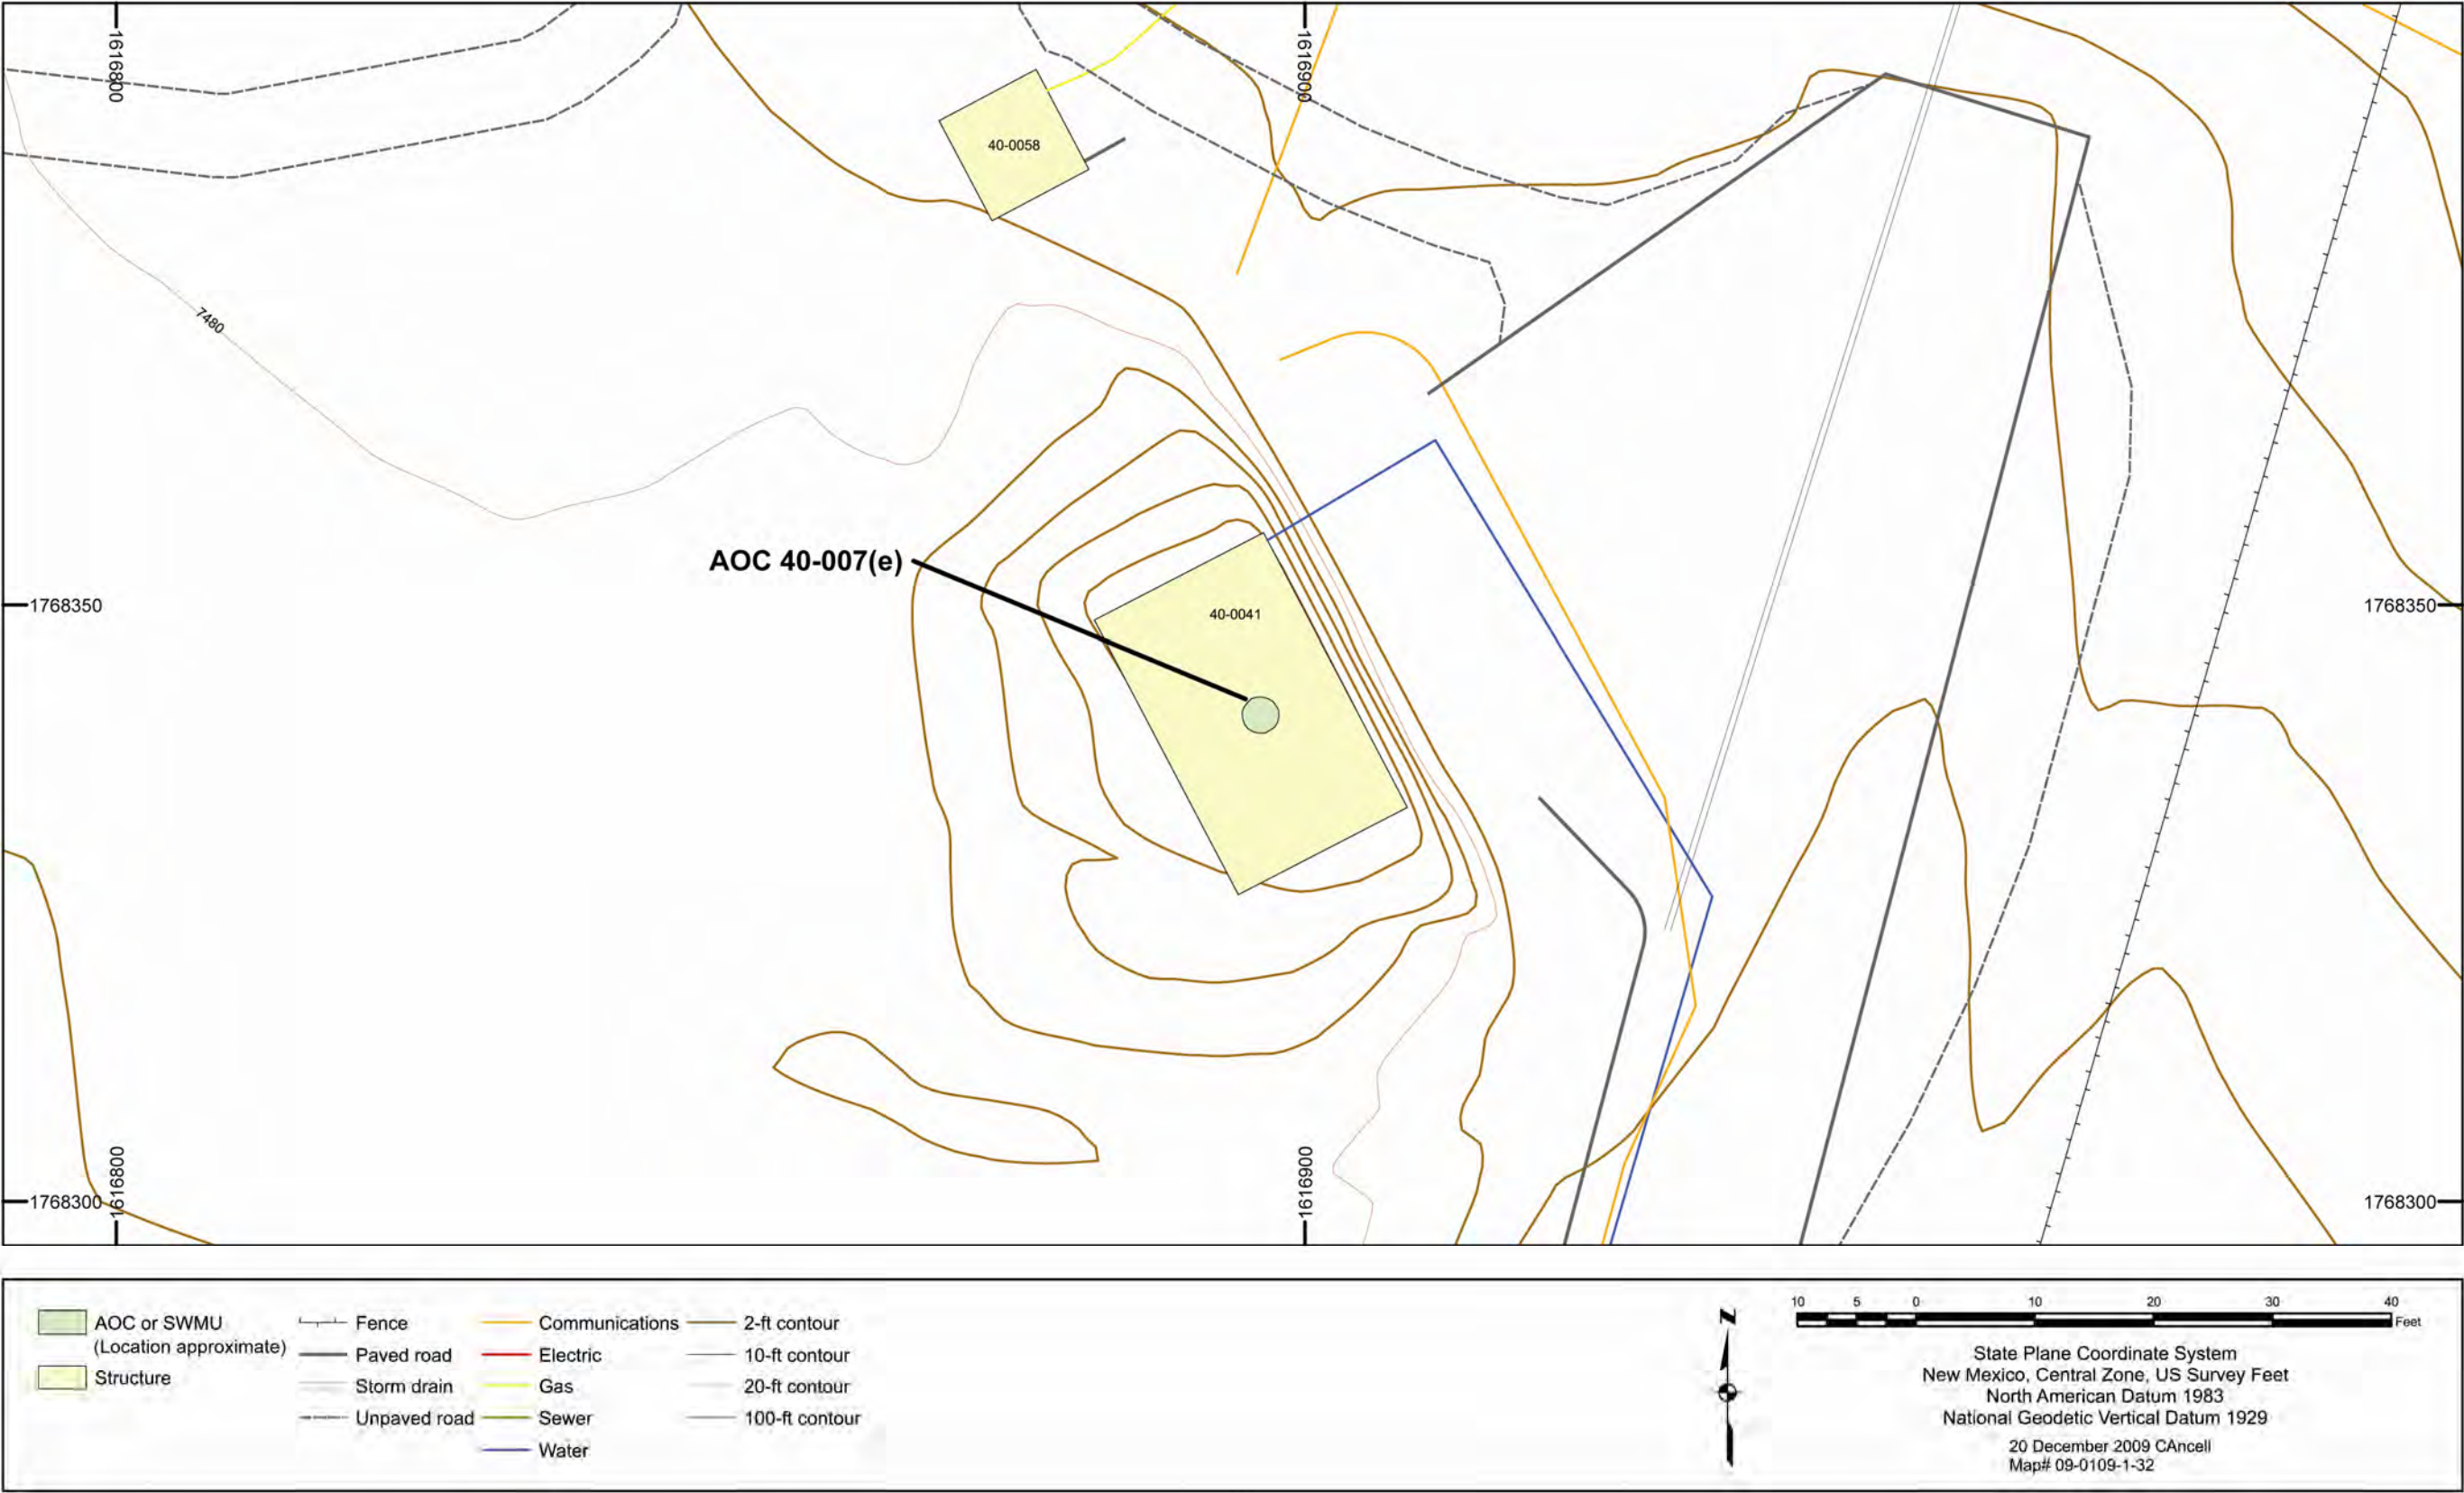 1616800
1616900
40-0058
7480
AOC 40-007(e)
1768350
40-0041
1768350
1616800
1616900
1768300
1768300
AOC or SWMU
(Location approximate)
Structure
Fence
Paved road
Storm drain
Unpaved road
Communications
Electric
Gas
Sewer
Water
2-ft contour
10-ft contour
20-ft contour
100-ft contour
N
10 5 0 10 20 30 40
Feet
State Plane Coordinate System
New Mexico, Central Zone, US Survey Feet
North American Datum 1983
National Geodetic Vertical Datum 1929
20 December 2009 CAncell
Map# 09-0109-1-32